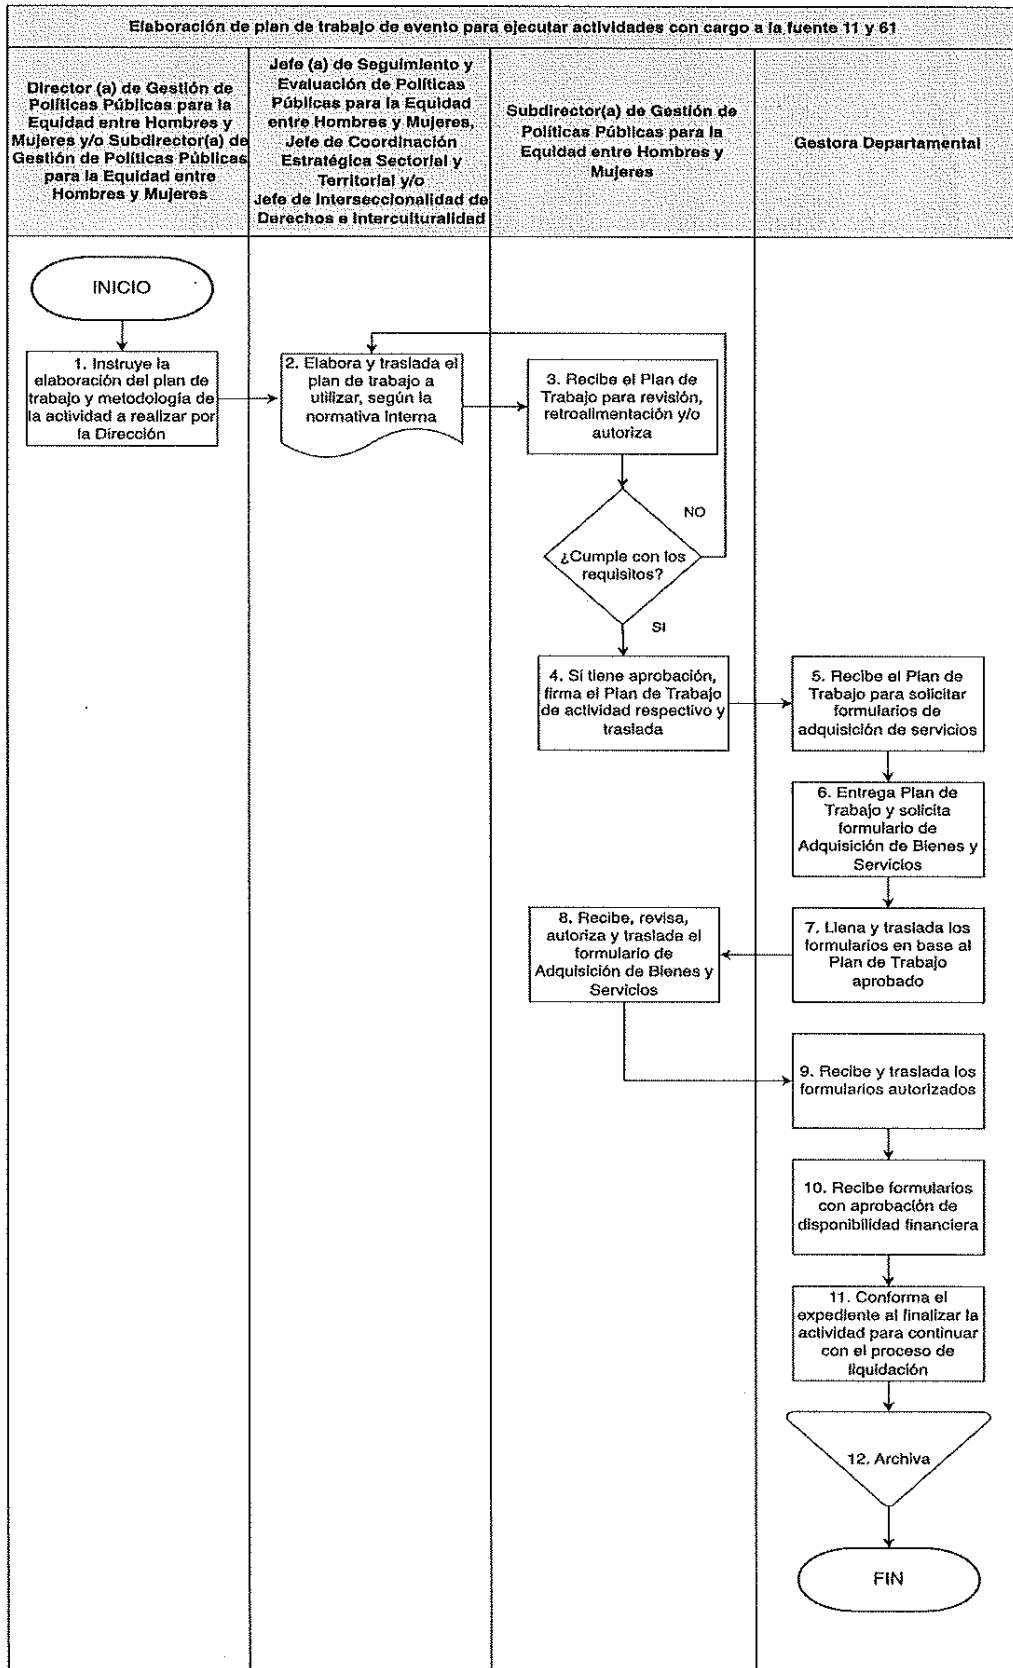 Elaboración de plan de trabajo de evento para ejecutar actividades con cargo a la fuente 11 y 61
Director (a) de Gestión de
Políticas Públicas para la
Equidad entre Hombres y
Mujeres y/o Subdirector(a) de
Gestión de Políticas Públicas
para la Equidad entre
Hombres y Mujeres
Jefe (a) de Seguimiento y
Evaluación de Políticas
Públicas para la Equidad
entre Hombres y Mujeres,
Jefe de Coordinación
Estratégica Sectorial y
Territorial y/o
Jefe de Interseccionalidad de
Derechos e Interculturalidad
Subdirector(a) de Gestión de
Políticas Públicas para la
Equidad entre Hombres y
Mujeres
Gestora Departamental
INICIO
1. Instruye la
elaboración del plan de
trabajo y metodología de
la actividad a realizar por
la Dirección
2. Elabora y traslada el
plan de trabajo a
utilizar, según la
normativa interna
3. Recibe el Plan de
Trabajo para revisión,
retroalimentación y/o
autoriza
NO
¿Cumple con los
requisitos?
SI
4. Si tiene aprobación,
firma el Plan de Trabajo
de actividad respectivo y
traslada
5. Recibe el Plan de
Trabajo para solicitar
formularios de
adquisición de servicios
6. Entrega Plan de
Trabajo y solicita
formulario de
Adquisición de Bienes y
Servicios
7. Llena y traslada los
formularios en base al
Plan de Trabajo
aprobado
8. Recibe, revisa,
autoriza y traslada el
formulario de
Adquisición de Bienes y
Servicios
9. Recibe y traslada los
formularios autorizados
10. Recibe formularios
con aprobación de
disponibilidad financiera
11. Conforma el
expediente al finalizar la
actividad para continuar
con el proceso de
liquidación
12. Archiva
FIN